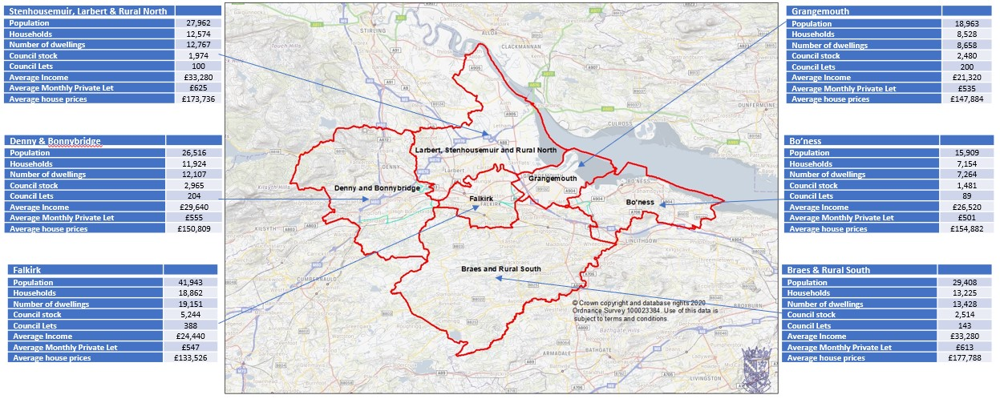 Stenhousemuir, Larbert & Rural North
Population 27,962
Households 12,574
Number of dwellings 12,767
Council stock 1,974
Council Lets 100
Average Income £33,280
Average Monthly Private Let £625
Average house prices £173,736
Denny & Bonnybridge
Population 26,516
Households 11,924
Number of dwellings 12,107
Council stock 2,965
Council Lets 204
Average Income £29,640
Average Monthly Private Let £555
Average house prices £150,809
Falkirk
Population 41,943
Households 18,862
Number of dwellings 19,151
Council stock 5,244
Council Lets 388
Average Income £24,440
Average Monthly Private Let £547
Average house prices £133,526
STIRLING
ALLOA
CLACKMANNAN
DUNFERMLINE
CULROSS
Larbert, Stenhousemuir and Rural North
DENNY
Larbert
Grangemouth
Denny and Bonnybridge
Falkirk
FALKIRK
BO'NESS
Bo'ness
KILSYTH
LINLITHGOW
CUMBERNAULD
Braes and Rural South
© Crown copyright and database rights 2020
Ordnance Survey 100023384. Use of this data is
subject to terms and conditions.
BROXBURN
Bathgate Hills
ARMADALE
BATHGATE
LIVINGSTON
Grangemouth
Population 18,963
Households 8,528
Number of dwellings 8,658
Council stock 2,480
Council Lets 200
Average Income £21,320
Average Monthly Private Let £535
Average house prices £147,884
Bo'ness
Population 15,909
Households 7,154
Number of dwellings 7,264
Council stock 1,481
Council Lets 89
Average Income £26,520
Average Monthly Private Let £501
Average house prices £154,882
Braes & Rural South
Population 29,408
Households 13,225
Number of dwellings 13,428
Council stock 2,514
Council Lets 143
Average Income £33,280
Average Monthly Private Let £613
Average house prices £177,788